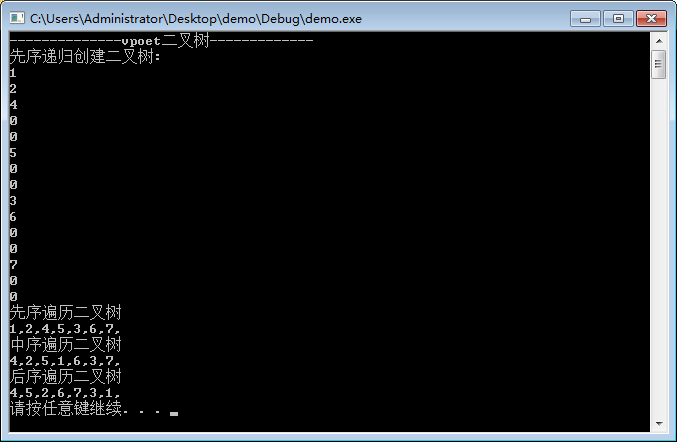 C:\Users\Administrator\Desktop\demo\Debug\demo.exe
--------------vpoet二叉树-------------
先序递归创建二叉树:
1
2
4
0
0
5
0
0
3
6
0
0
7
0
0
先序遍历二叉树
1,2,4,5,3,6,7,
中序遍历二叉树
4,2,5,1,6,3,7,
后序遍历二叉树
4,5,2,6,7,3,1,
请按任意键继续. . .